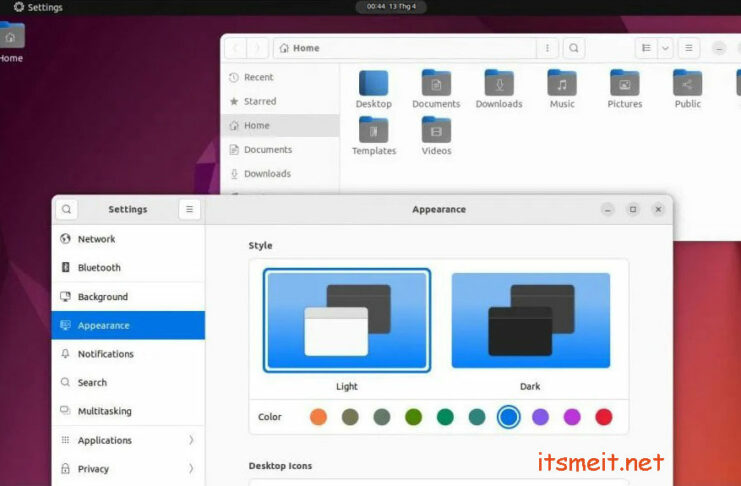 Settings
00:44 13 Thg 4
Home
Home
Recent
Starred
Home
Documents
Downloads
Desktop
Documents
Downloads
Music
Pictures
Public
Templates
Videos
Settings
Network
Bluetooth
Background
Appearance
Notifications
Search
Multitasking
Applications
Privacy
Appearance
Style
Light
Dark
Color
Desktop Icons
itsmeit.net